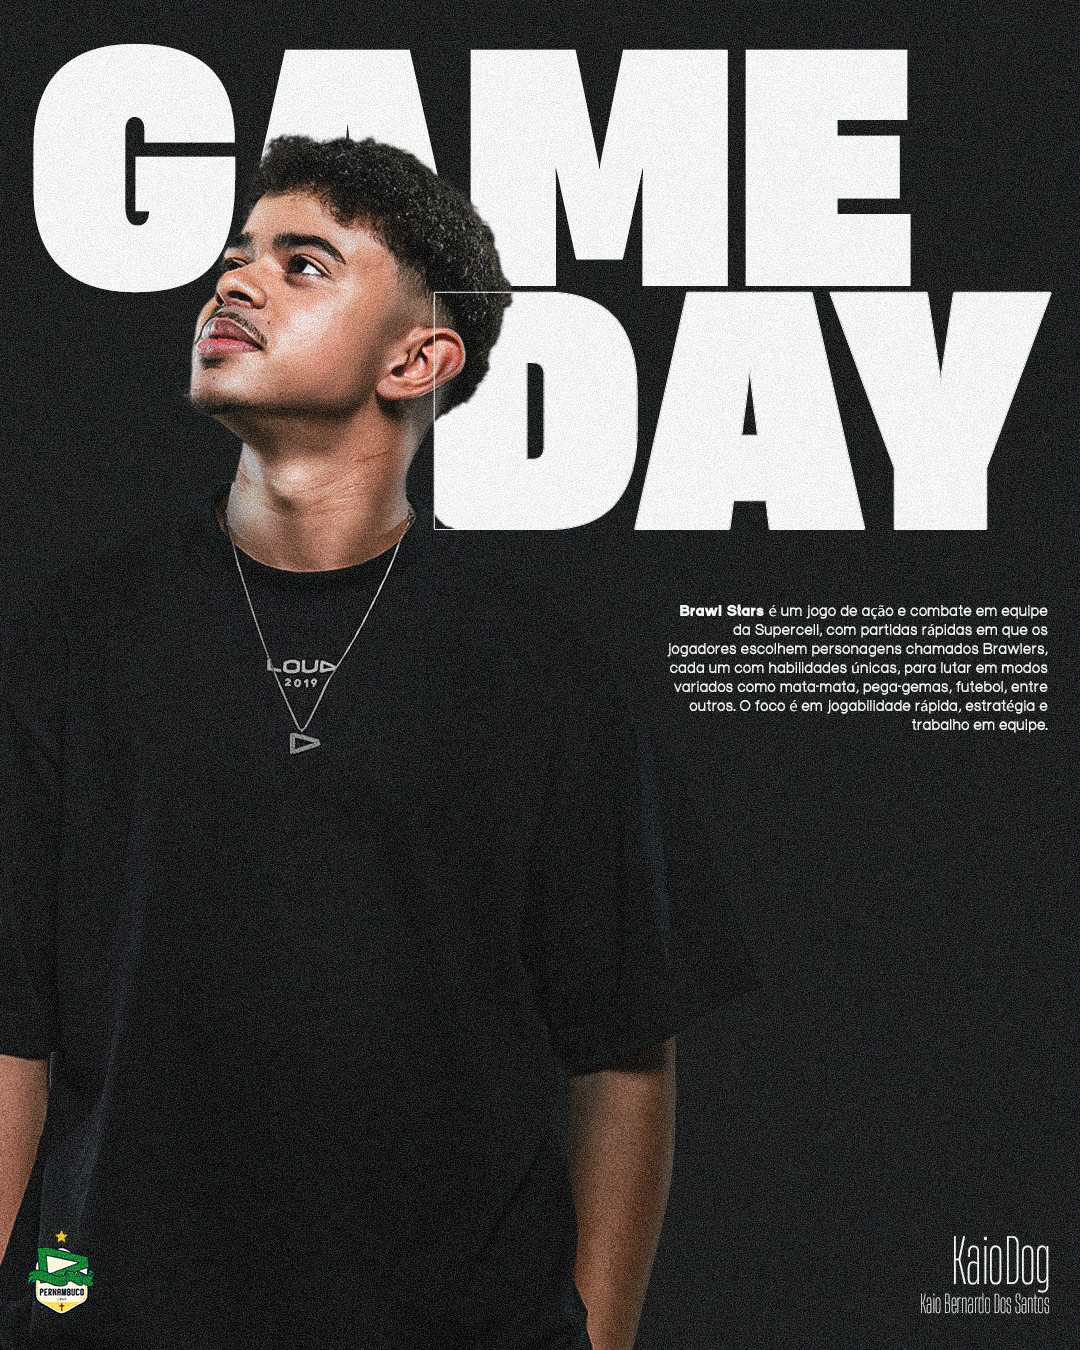 GAME
DAY
Brawl Stars é um jogo de ação e combate em equipe
da Supercell, com partidas rápidas em que os
jogadores escolhem personagens chamados Brawlers,
cada um com habilidades únicas, para lutar em modos
variados como mata-mata, pega-gemas, futebol, entre
outros. O foco é em jogabilidade rápida, estratégia e
trabalho em equipe.
LOUD
2019
PERNAMBUCO
KaioDog
Kaio Bernardo Dos Santos